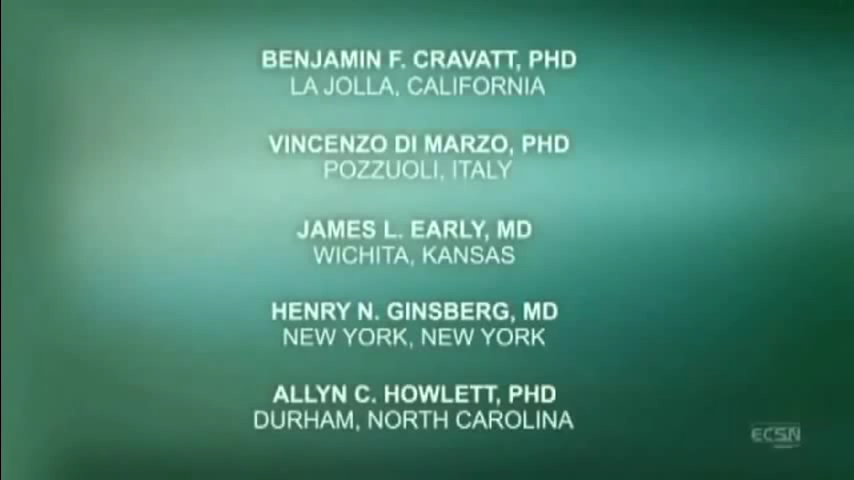 BENJAMIN F. CRAVATT, PHD
LA JOLLA, CALIFORNIA
VINCENZO DI MARZO, PHD
POZZUOLI, ITALY
JAMES L. EARLY, MD
WICHITA, KANSAS
HENRY N. GINSBERG, MD
NEW YORK, NEW YORK
ALLYN C. HOWLETT, PHD
DURHAM, NORTH CAROLINA
ECSN